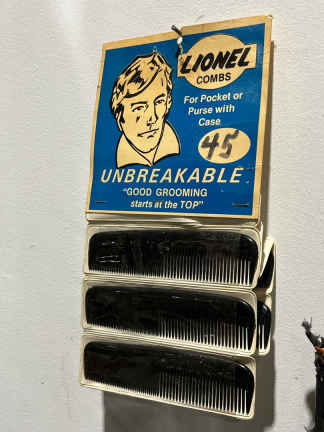 LIONEL
COMBS
For Pocket or
Purse with
Case
45
UNBREAKABLE
"GOOD GROOMING
starts at the TOP"